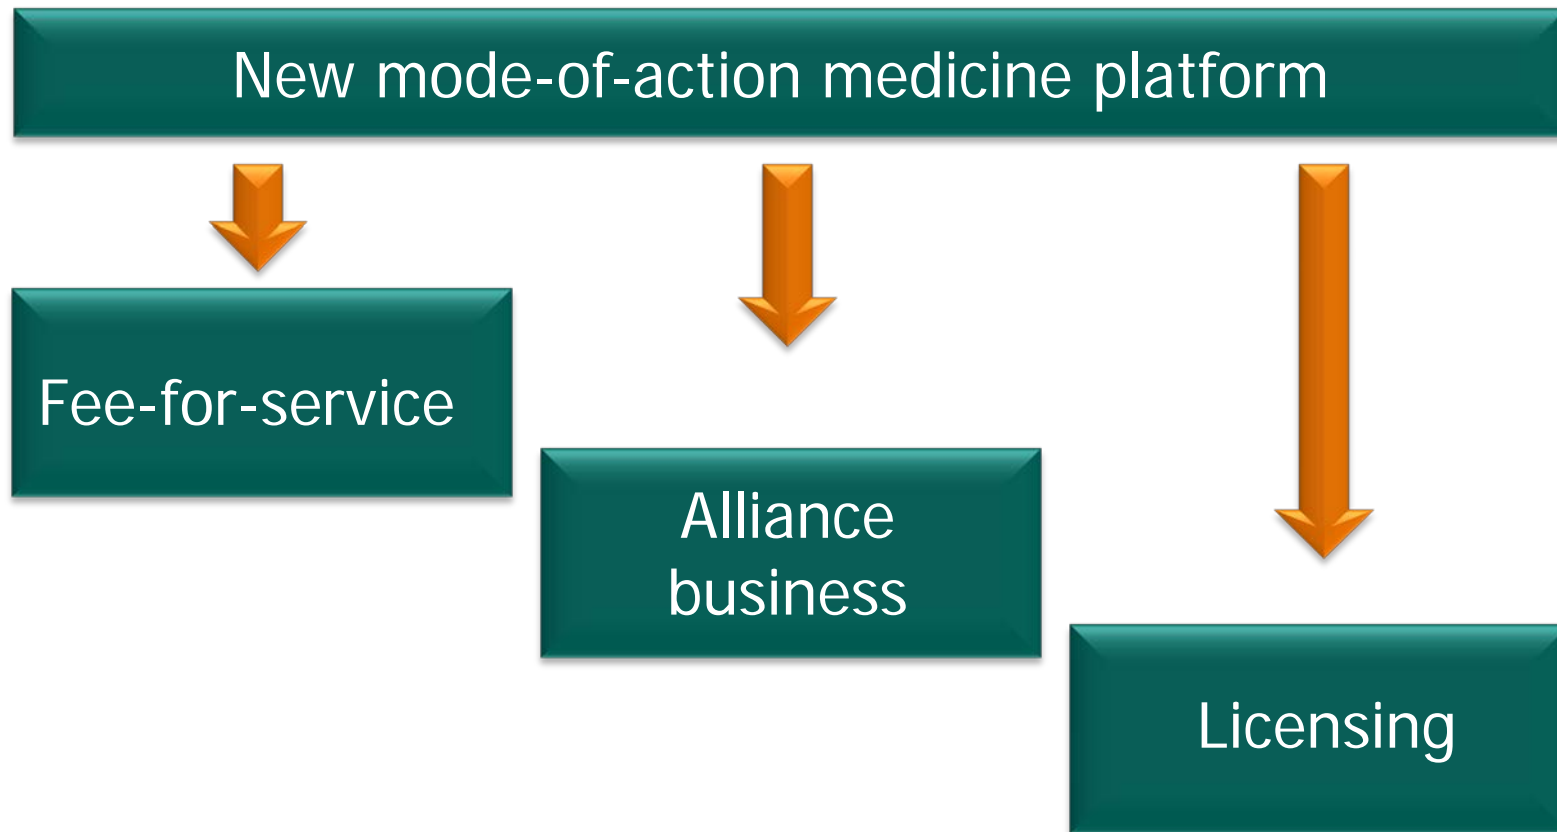 New mode-of-action medicine platform
Fee-for-service
Alliance
business
Licensing